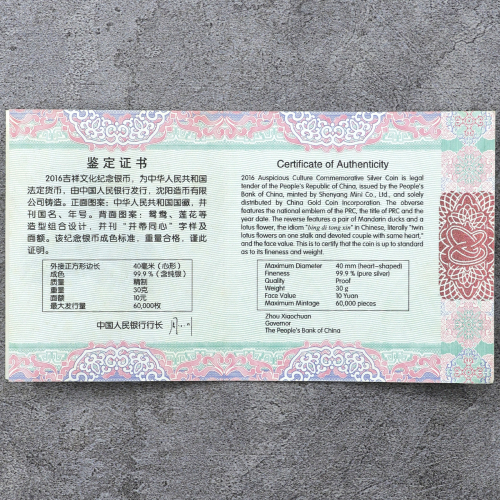 鉴定证书
2016吉祥文化纪念银币，为中华人民共和国
法定货币，由中国人民银行发行，沈阳造币有限
公司铸造。正面图案：中华人民共和国国徽，并
刊国名、年号。背面图案：鸳鸯、莲花等
造型组合设计，并刊“并蒂同心”字样及
面额。该纪念银币成色标准，重量合格，谨此
证明。
外接正方形边长 40毫米（心形）
成色 99.9%（含纯银）
质量 精制
重量 30克
面额 10元
最大发行量 60,000枚
中国人民银行行长
Certificate of Authenticity
2016 Auspicious Culture Commemorative Silver Coin is legal
tender of the People's Republic of China, issued by the People's
Bank of China, minted by Shenyang Mint Co., Ltd., and solely
distributed by China Gold Coin Incorporation. The obverse
features the national emblem of the PRC, the title of PRC and the
year date. The reverse features a pair of Mandarin ducks and a
lotus flower, the idiom "bing di tong xin" in Chinese, literally "twin
lotus flowers on one stalk and devoted couple with same heart,"
and the face value. This is to certify that the coin is up to standard
as to its fineness and weight.
Maximum Diameter 40 mm (heart-shaped)
Fineness 99.9 % (pure silver)
Quality Proof
Weight 30 g
Face Value 10 Yuan
Maximum Mintage 60,000 pieces
Zhou Xiaochuan
Governor
The People's Bank of China